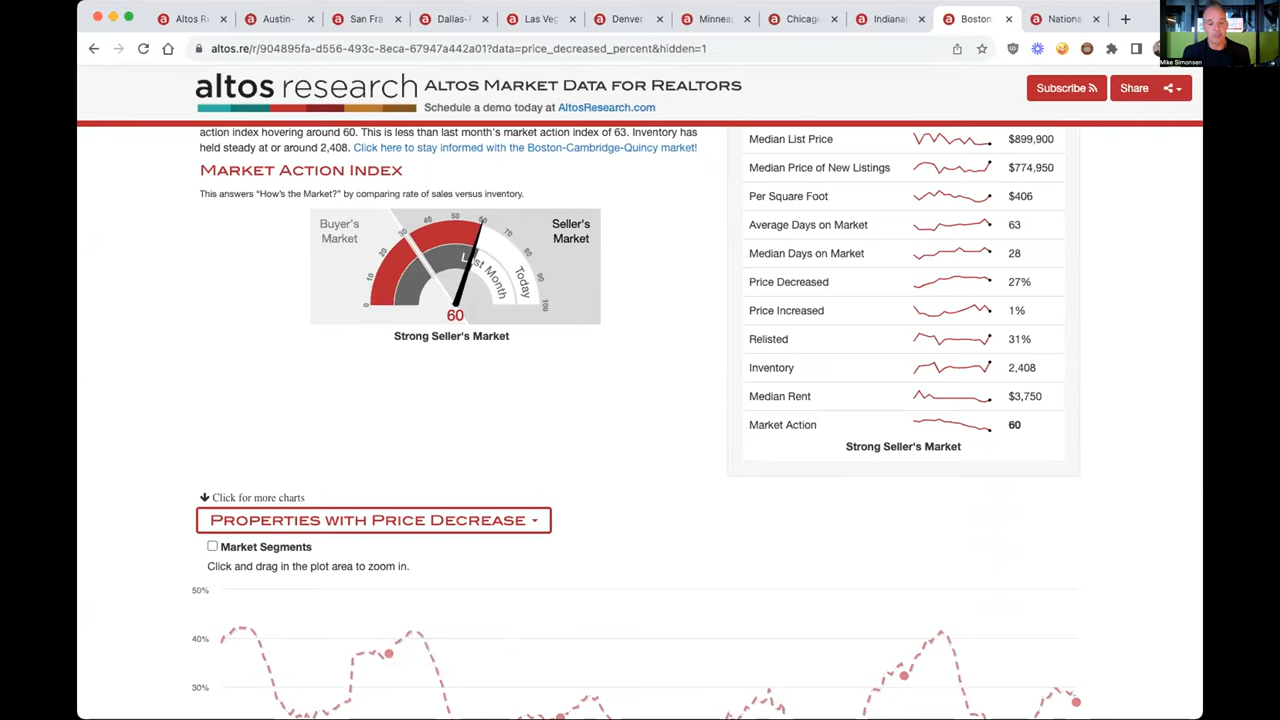 Altos R
Austin-
San Fra
Dallas-F
Las Veg
Denver
Minneap
Chicago
Indiana
Boston
Nationa
altos.re/r/904895fa-d556-493c-8eca-67947a442a01?data=price_decreased_percent&hidden=1
Mike Simonsen
altos research
Altos Market Data for Realtors
Schedule a demo today at AltosResearch.com
Subscribe
Share
action index hovering around 60. This is less than last month's market action index of 63. Inventory has
held steady at or around 2,408. Click here to stay informed with the Boston-Cambridge-Quincy market!
Market Action Index
This answers “How's the Market?” by comparing rate of sales versus inventory.
Buyer's
Market
Seller's
Market
0
10
20
30
40
50
60
70
80
90
100
Last Month
Today
60
Strong Seller's Market
Median List Price $899,900
Median Price of New Listings $774,950
Per Square Foot $406
Average Days on Market 63
Median Days on Market 28
Price Decreased 27%
Price Increased 1%
Relisted 31%
Inventory 2,408
Median Rent $3,750
Market Action 60
Strong Seller's Market
Click for more charts
Properties with Price Decrease
Market Segments
Click and drag in the plot area to zoom in.
50%
40%
30%